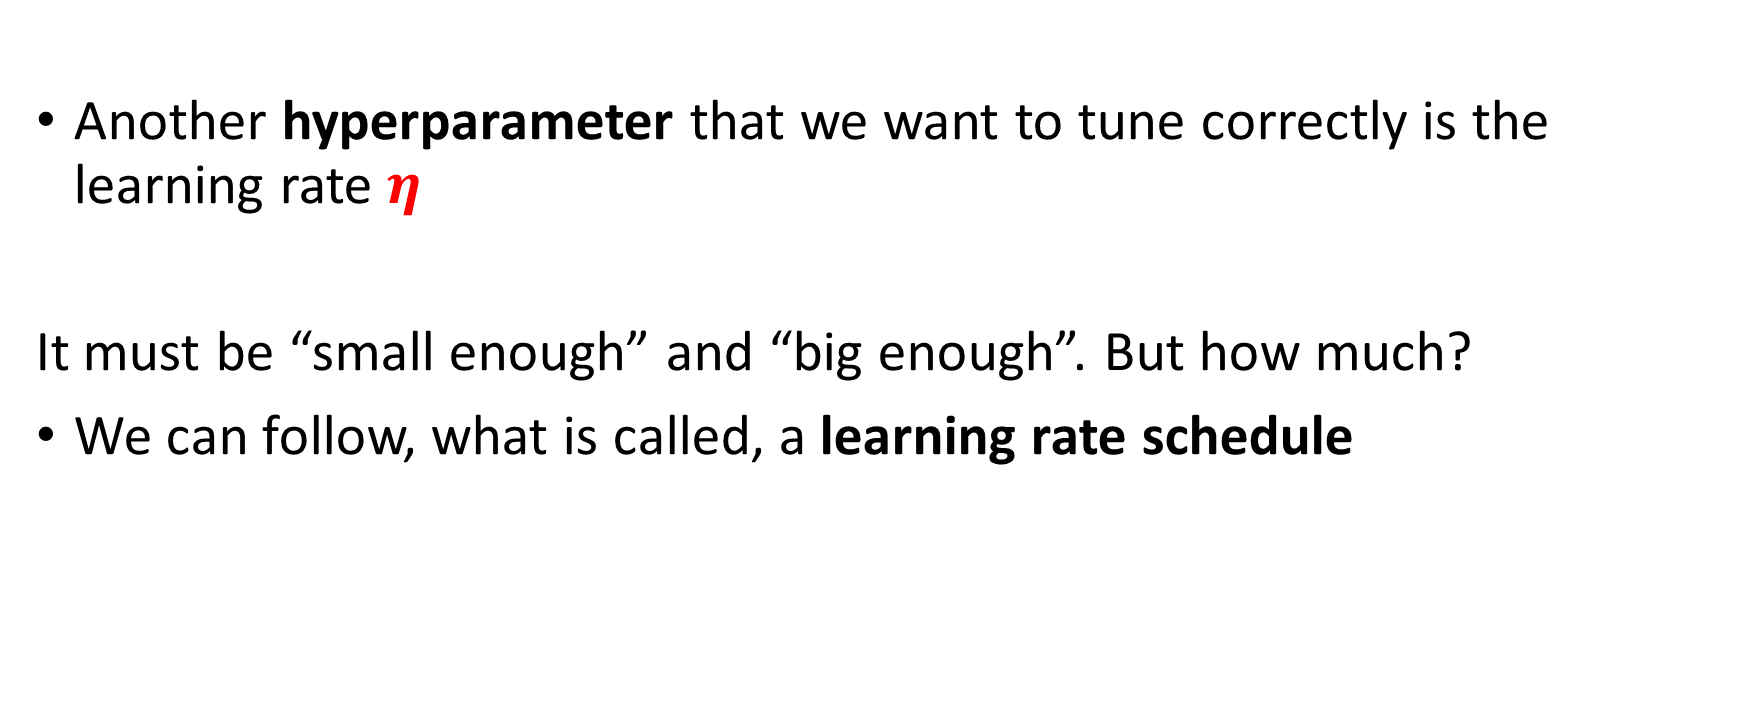 • Another hyperparameter that we want to tune correctly is the
learning rate η
It must be “small enough” and “big enough”. But how much?
• We can follow, what is called, a learning rate schedule